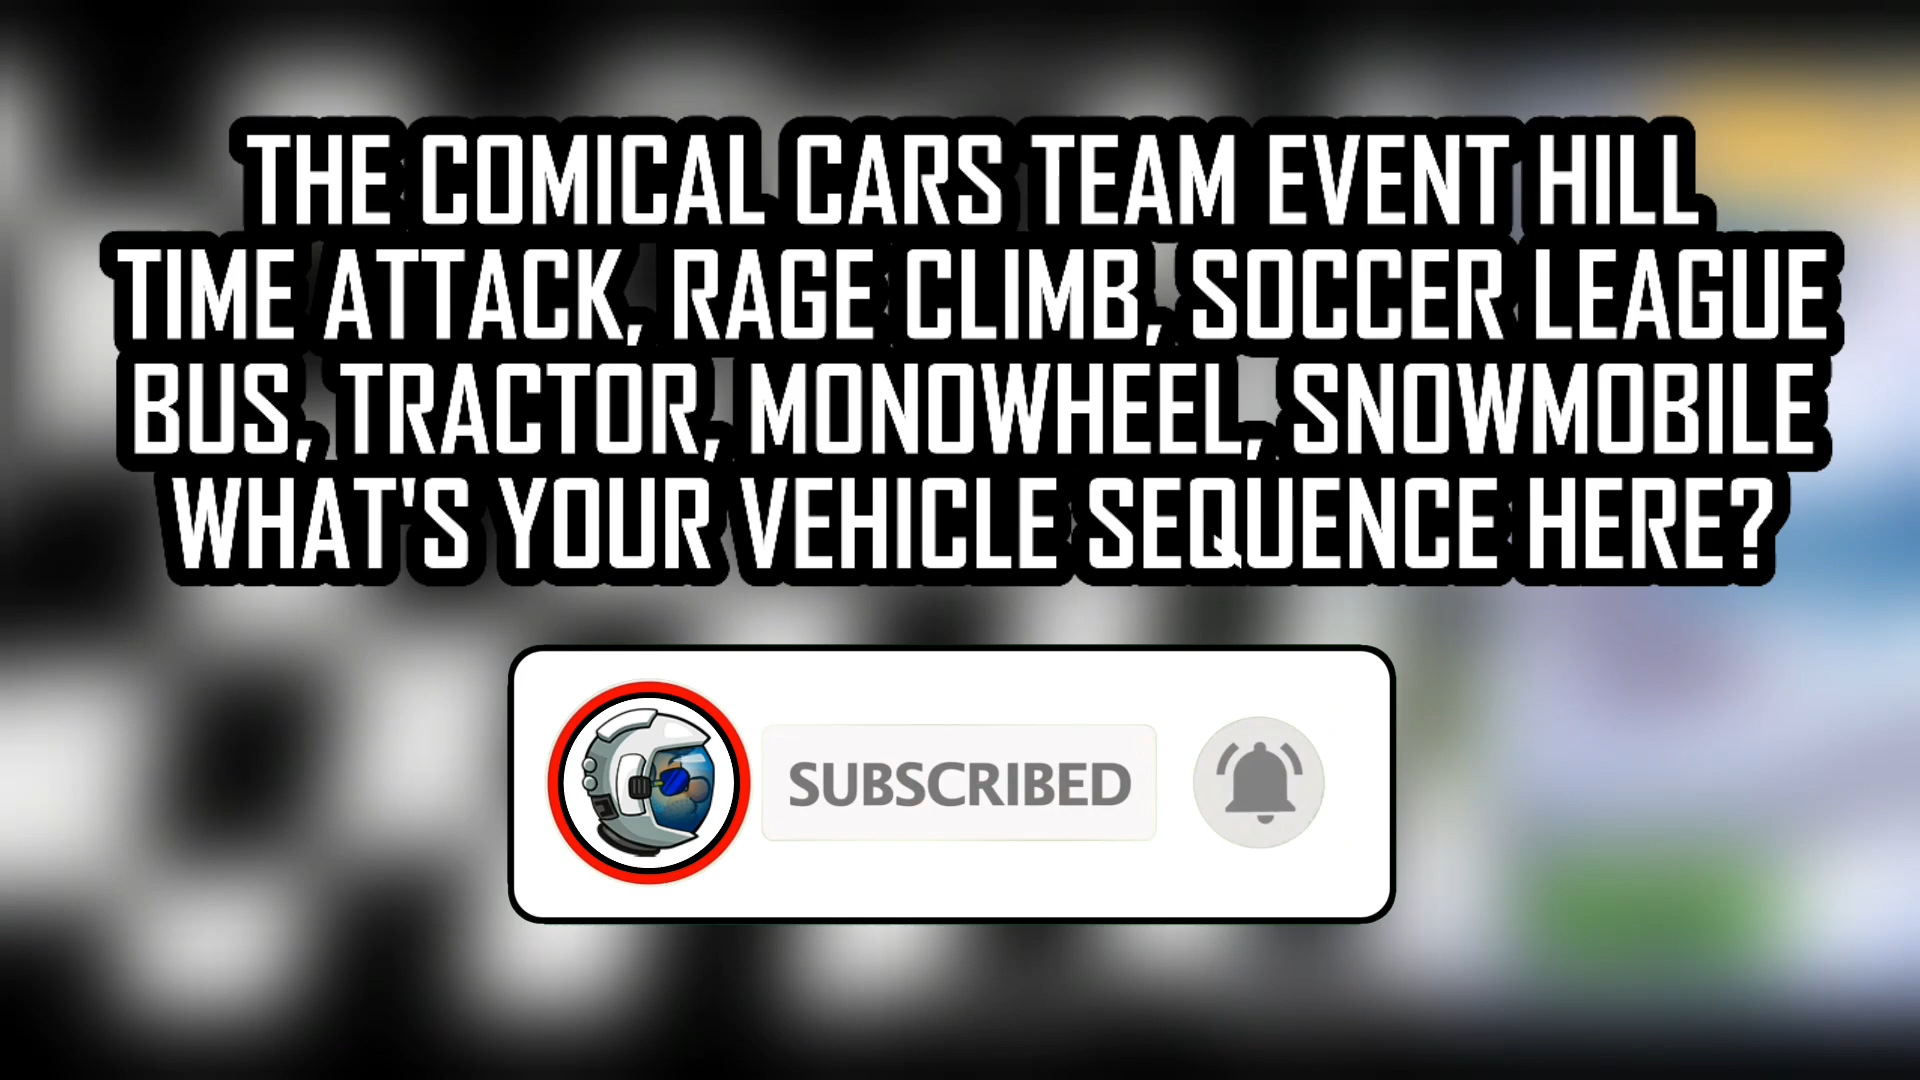 THE COMICAL CARS TEAM EVENT HILL
TIME ATTACK, RAGE CLIMB, SOCCER LEAGUE
BUS, TRACTOR, MONOWHEEL, SNOWMOBILE
WHAT'S YOUR VEHICLE SEQUENCE HERE?
SUBSCRIBED